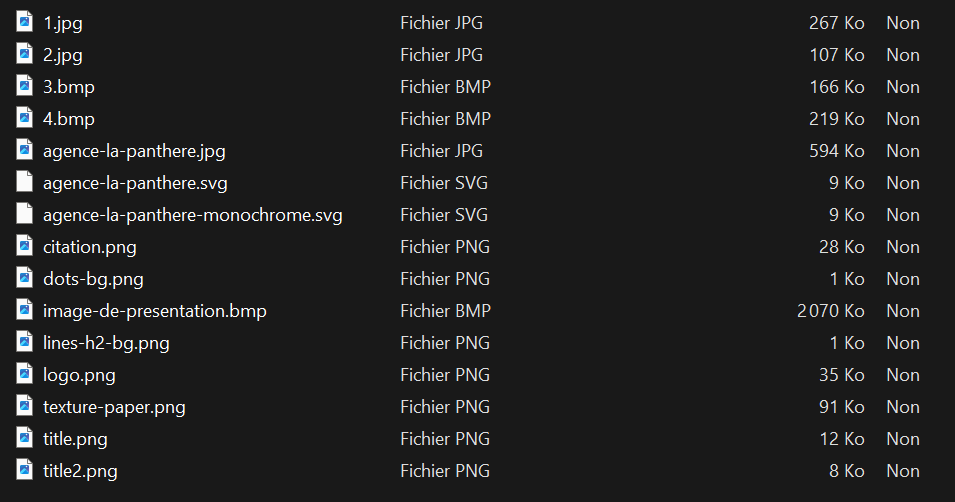 1.jpg Fichier JPG 267 Ko Non
2.jpg Fichier JPG 107 Ko Non
3.bmp Fichier BMP 166 Ko Non
4.bmp Fichier BMP 219 Ko Non
agence-la-panthere.jpg Fichier JPG 594 Ko Non
agence-la-panthere.svg Fichier SVG 9 Ko Non
agence-la-panthere-monochrome.svg Fichier SVG 9 Ko Non
citation.png Fichier PNG 28 Ko Non
dots-bg.png Fichier PNG 1 Ko Non
image-de-presentation.bmp Fichier BMP 2 070 Ko Non
lines-h2-bg.png Fichier PNG 1 Ko Non
logo.png Fichier PNG 35 Ko Non
texture-paper.png Fichier PNG 91 Ko Non
title.png Fichier PNG 12 Ko Non
title2.png Fichier PNG 8 Ko Non